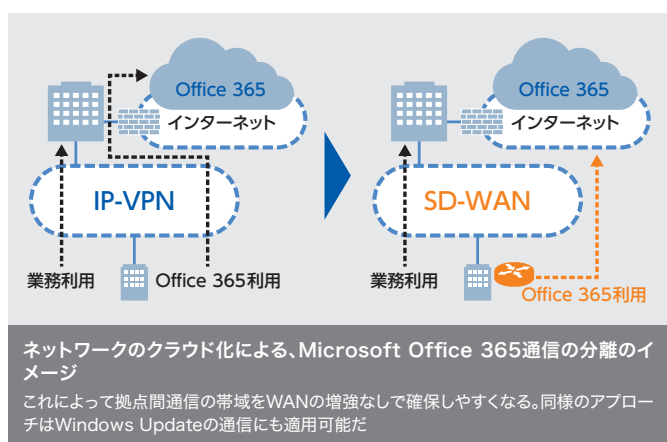 Office 365
インターネット
IP-VPN
業務利用
Office 365利用
Office 365
インターネット
SD-WAN
業務利用
Office 365利用
ネットワークのクラウド化による、Microsoft Office 365通信の分離のイ
メージ
これによって拠点間通信の帯域をWANの増強なしで確保しやすくなる。同様のアプロー
チはWindows Updateの通信にも適用可能だ